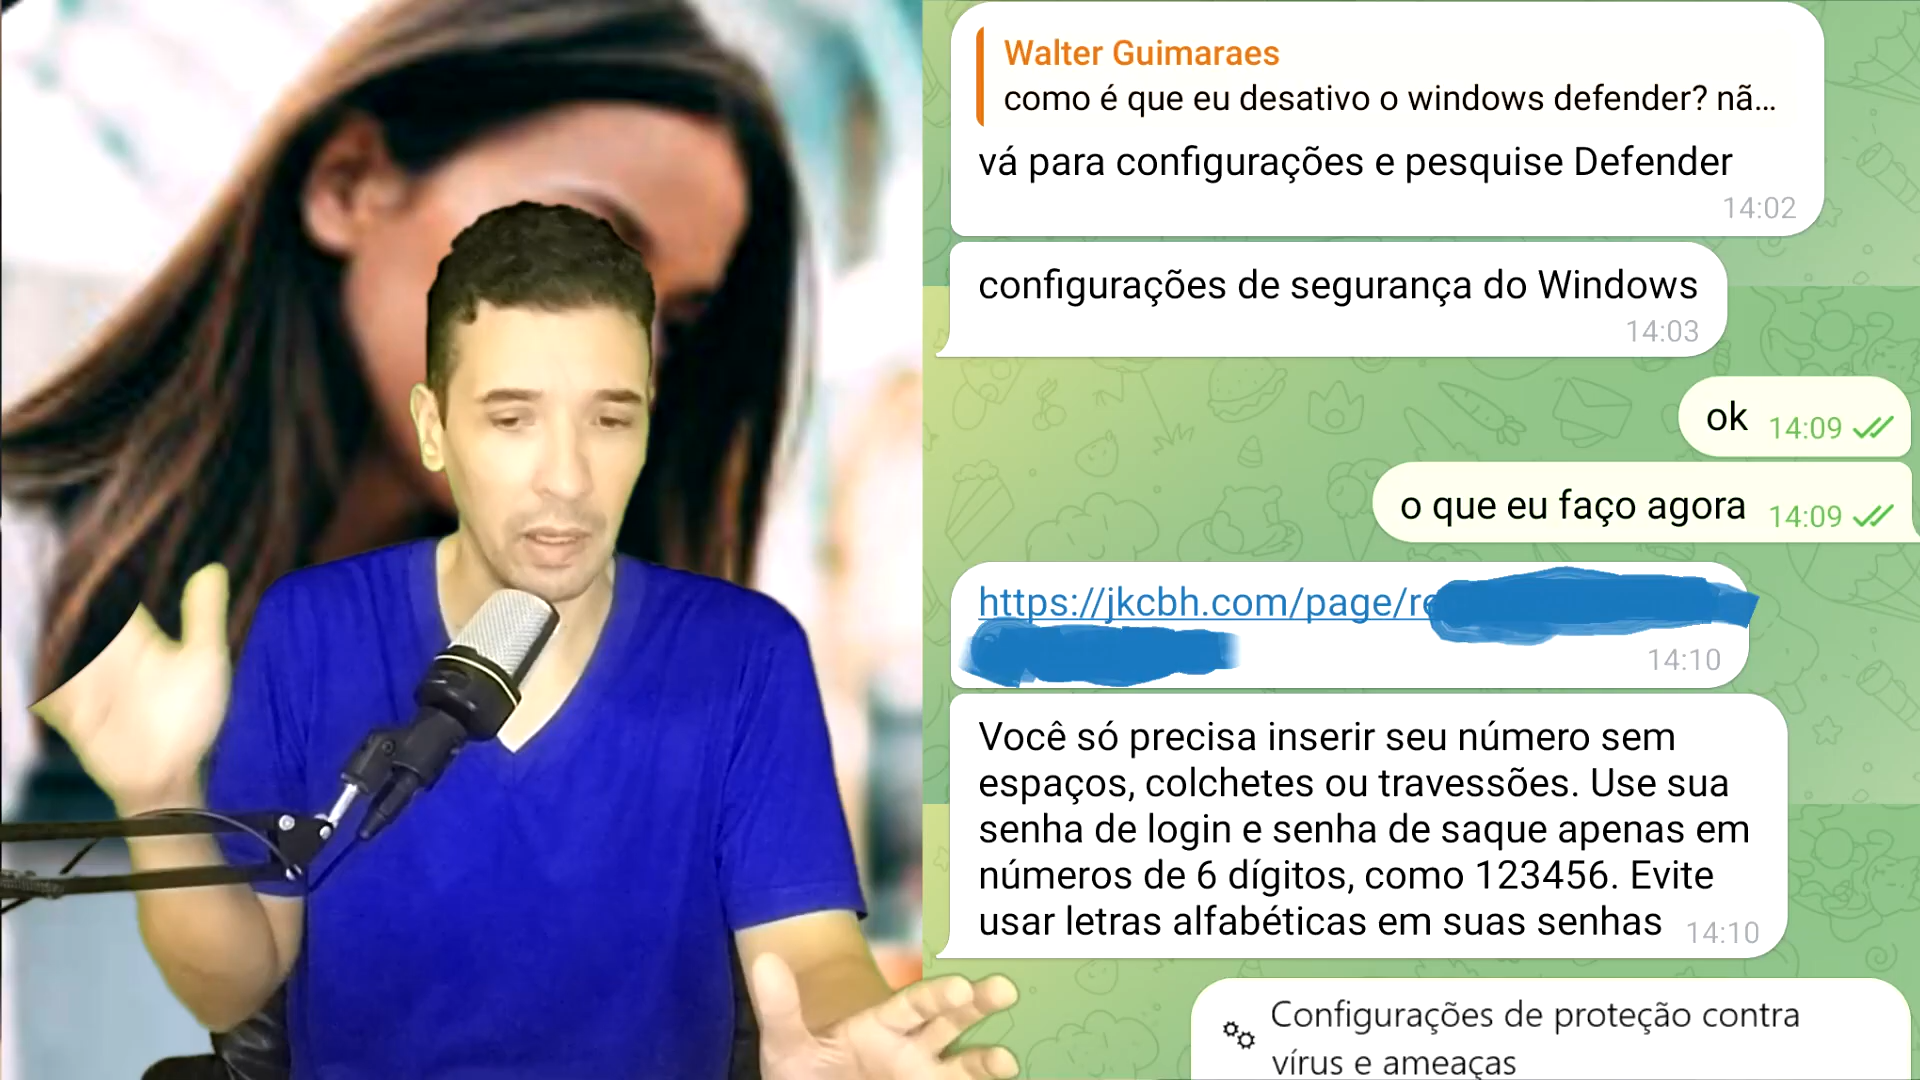 Walter Guimaraes
como é que eu desativo o windows defender? nã...
vá para configurações e pesquise Defender
14:02
configurações de segurança do Windows
14:03
ok 14:09
o que eu faço agora 14:09
https://jkcbh.com/page/re
14:10
Você só precisa inserir seu número sem
espaços, colchetes ou travessões. Use sua
senha de login e senha de saque apenas em
números de 6 dígitos, como 123456. Evite
usar letras alfabéticas em suas senhas 14:10
Configurações de proteção contra
vírus e ameaças